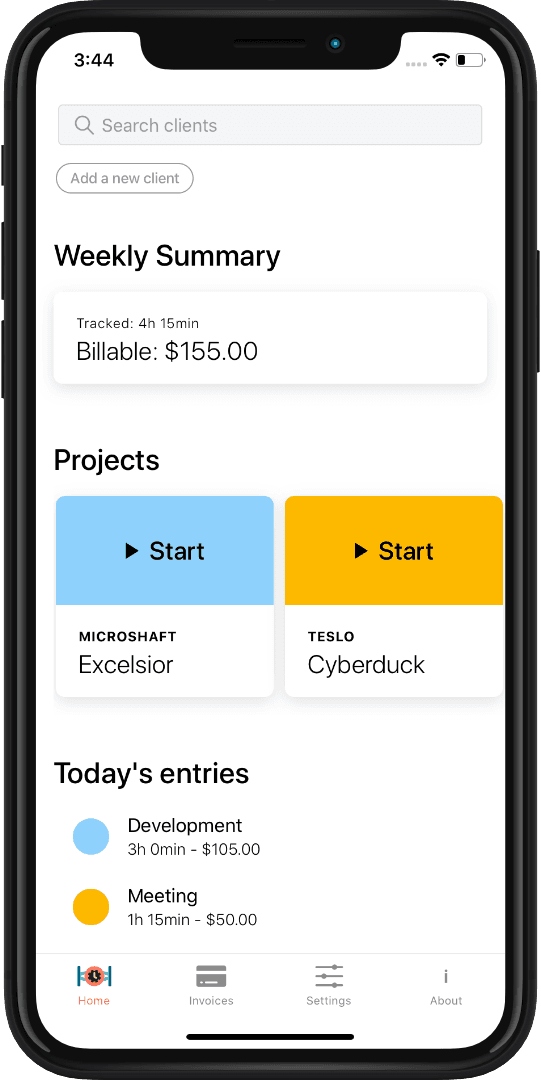 3:44
Search clients
Add a new client
Weekly Summary
Tracked: 4h 15min
Billable: $155.00
Projects
Start
Start
MICROSHAFT
Excelsior
TESLO
Cyberduck
Today's entries
Development
3h 0min - $105.00
Meeting
1h 15min - $50.00
Home
Invoices
Settings
i
About